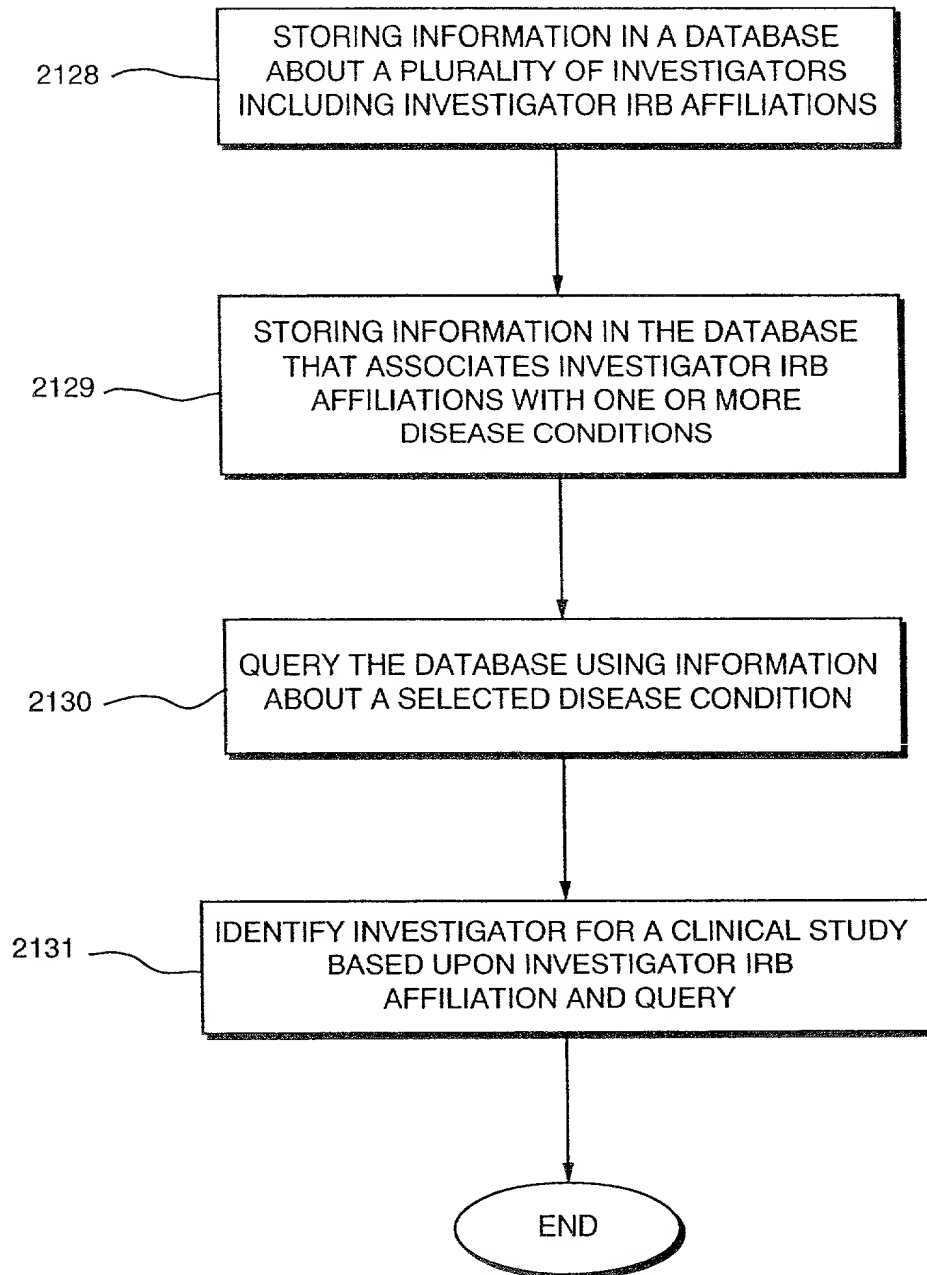 2128
STORING INFORMATION IN A DATABASE
ABOUT A PLURALITY OF INVESTIGATORS
INCLUDING INVESTIGATOR IRB AFFILIATIONS
2129
STORING INFORMATION IN THE DATABASE
THAT ASSOCIATES INVESTIGATOR IRB
AFFILIATIONS WITH ONE OR MORE
DISEASE CONDITIONS
2130
QUERY THE DATABASE USING INFORMATION
ABOUT A SELECTED DISEASE CONDITION
2131
IDENTIFY INVESTIGATOR FOR A CLINICAL STUDY
BASED UPON INVESTIGATOR IRB
AFFILIATION AND QUERY
END